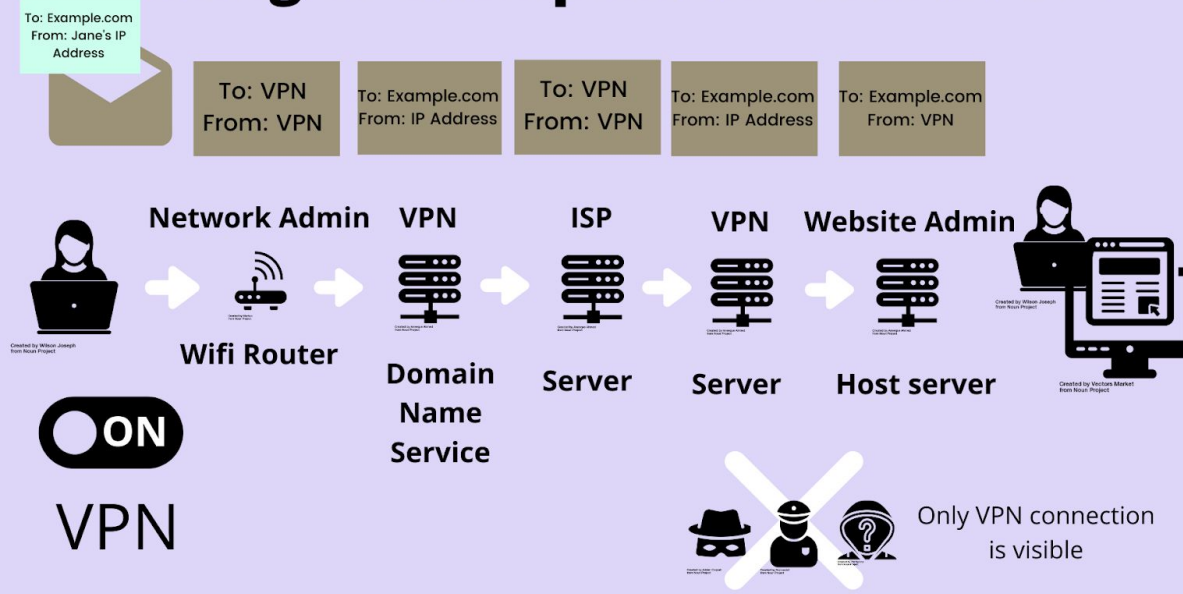 To: Example.com
From: Jane's IP
Address
To: VPN
From: VPN
To: Example.com
From: IP Address
To: VPN
From: VPN
To: Example.com
From: IP Address
To: Example.com
From: VPN
Network Admin
VPN
ISP
VPN
Website Admin
Created by Wilson Joseph
from Noun Project
Wifi Router
Domain
Name
Service
Server
Server
Host server
Created by Wilson Joseph
from Noun Project
Created by Vectors Market
from Noun Project
ON
VPN
Only VPN connection
is visible